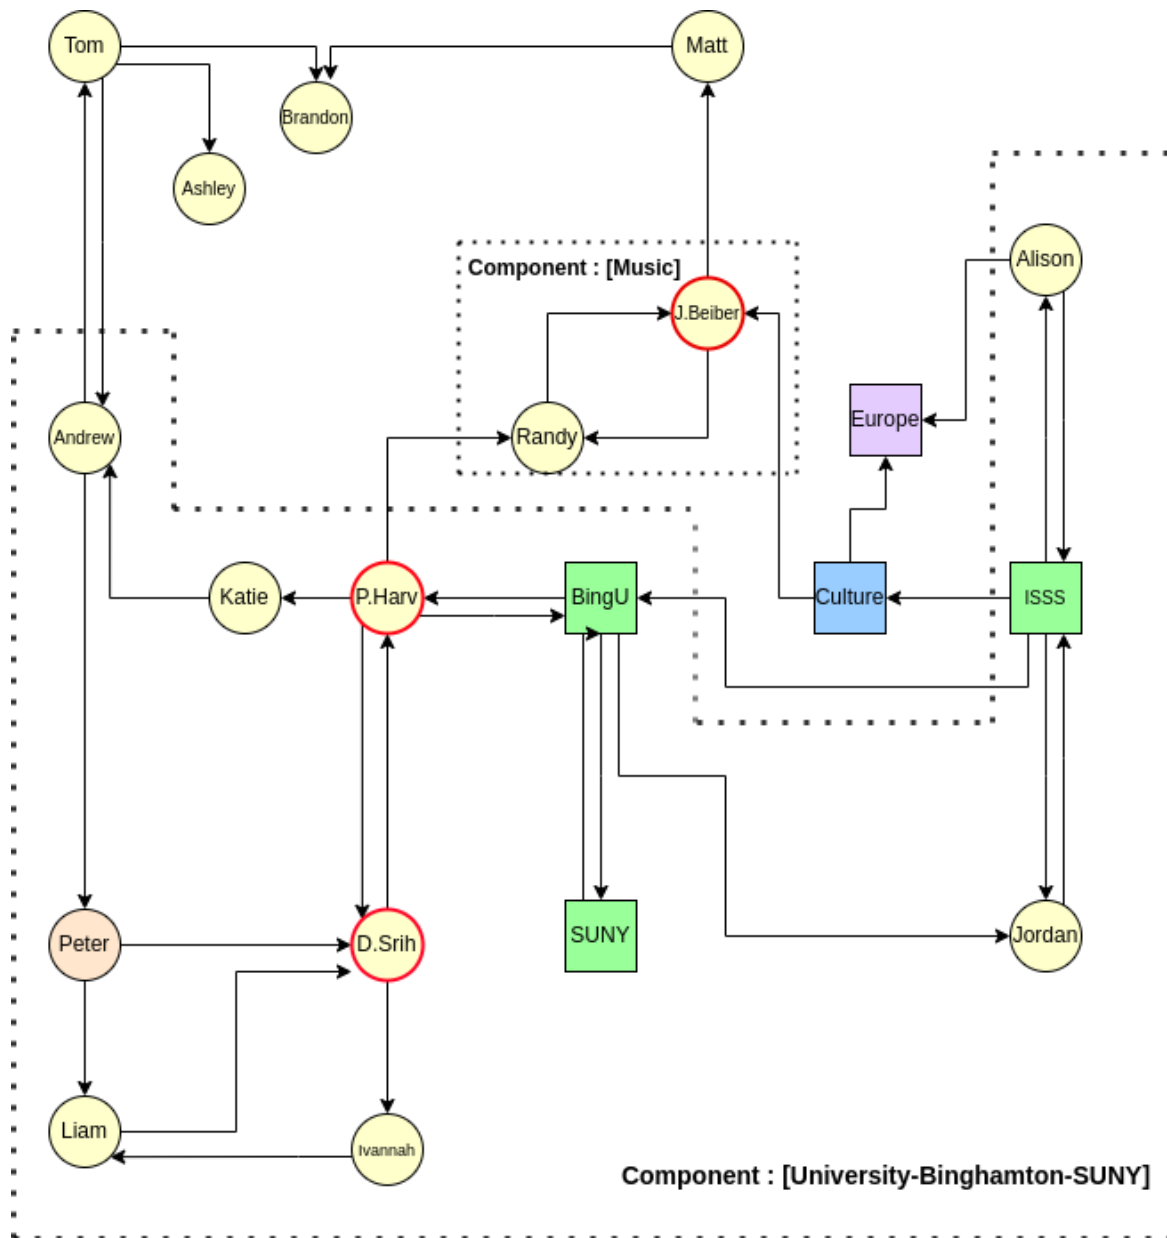 Tom
Matt
Brandon
Ashley
Alison
Component : [Music]
J.Beiber
Europe
Andrew
Randy
Katie
P.Harv
BingU
Culture
ISSS
Peter
D.Srih
SUNY
Jordan
Liam
Ivannah
Component : [University-Binghamton-SUNY]